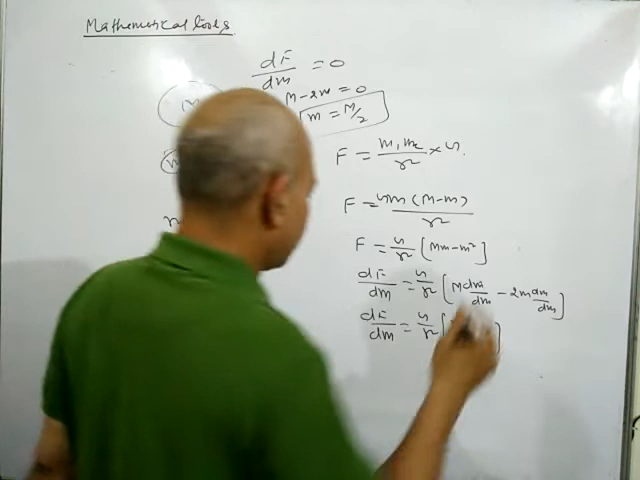 Mathematical tools
dF/dm = 0
M - 2m = 0
m = M/2
F = m₁m₂/r² × G.
F = Gm(M-m)/r²
F = G/r² [Mm - m²]
dF/dm = G/r² [M dm/dm - 2m dm/dm]
dF/dm = G/r² [